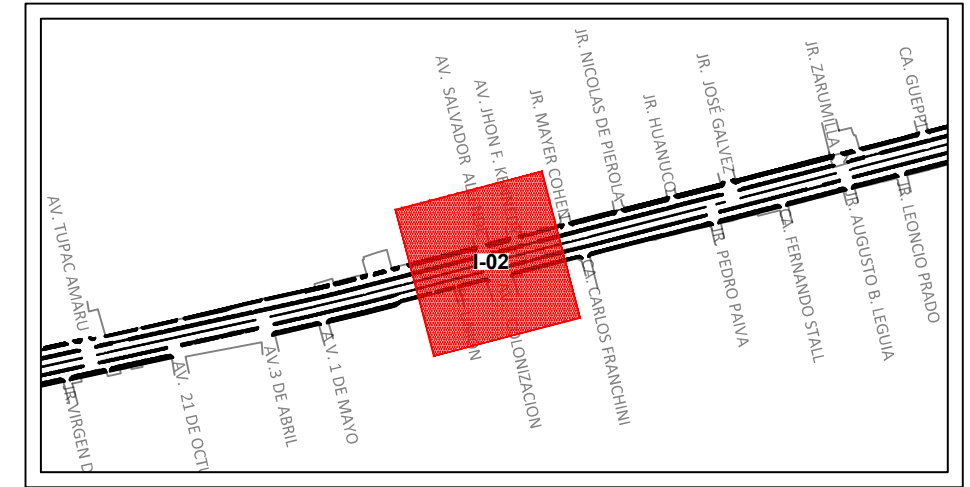 AV. TUPAC AMARU
AV. SALVADOR
AV. JHON F. KENNEDY
JR. MAYER COHEN
JR. NICOLAS DE PIEROLA
JR. HUANUCO
JR. JOSÉ GALVEZ
JR. ZARUMILLA
CA. GUEPPI
I-02
JR.VIRGEN D
AV. 21 DE OCTU
AV.3 DE ABRIL
AV. 1 DE MAYO
COLONIZACION
CA. CARLOS FRANCHINI
JR. PEDRO PAIVA
CA. FERNANDO STALL
JR. AUGUSTO B. LEGUIA
JR. LEONCIO PRADO